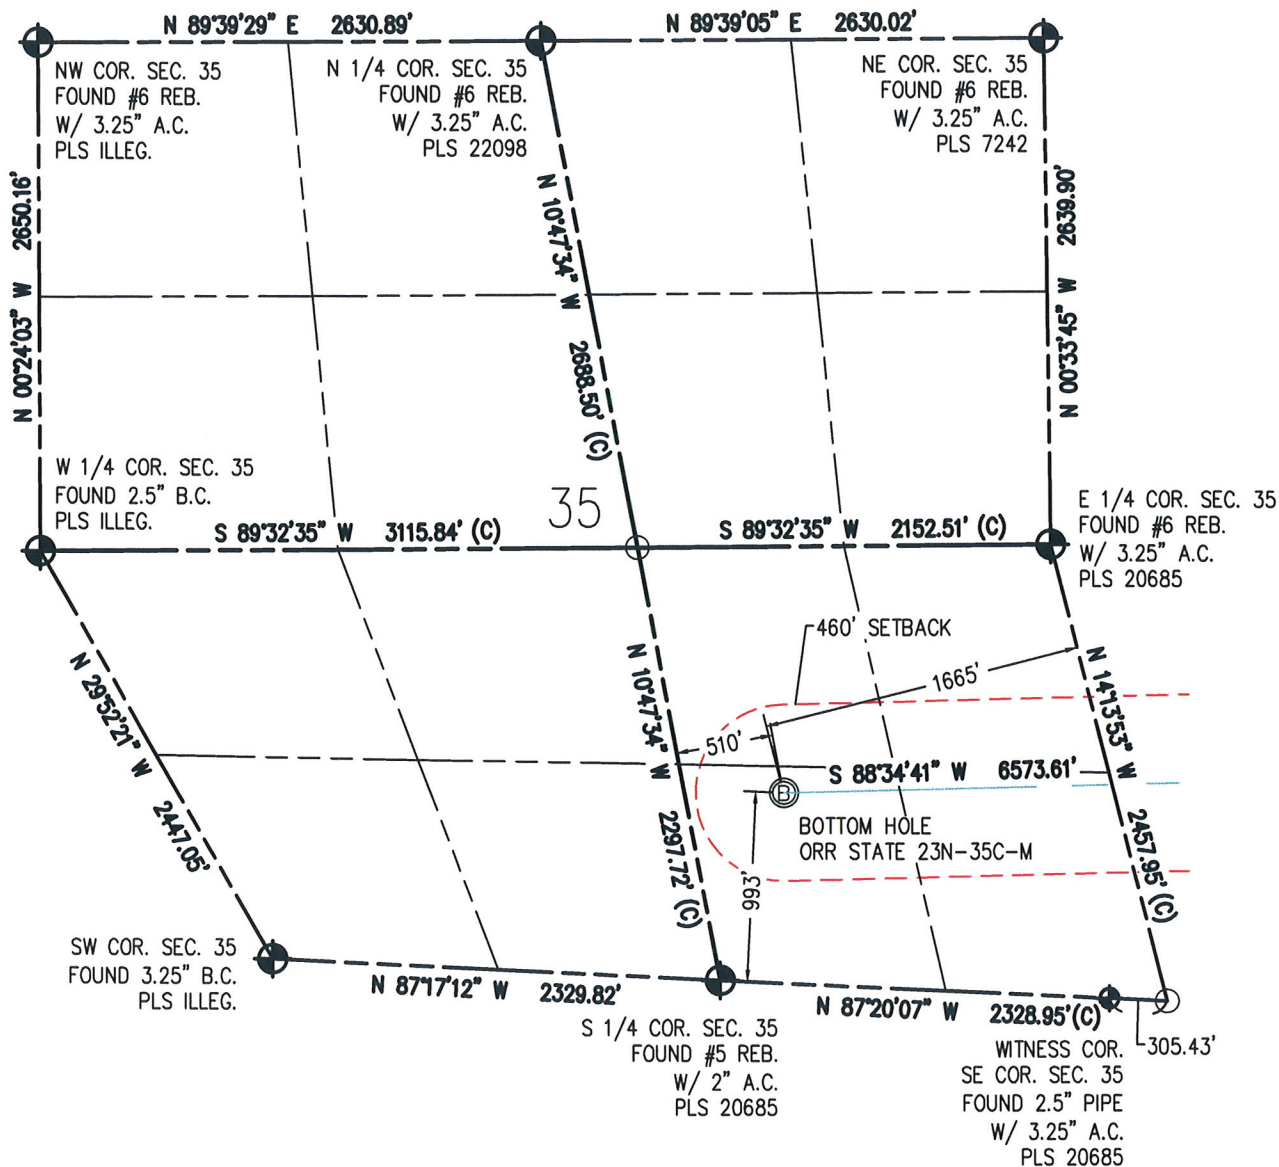 N 89°39'29" E 2630.89'
N 89°39'05" E 2630.02'
NW COR. SEC. 35
FOUND #6 REB.
W/ 3.25" A.C.
PLS ILLEG.
N 1/4 COR. SEC. 35
FOUND #6 REB.
W/ 3.25" A.C.
PLS 22098
NE COR. SEC. 35
FOUND #6 REB.
W/ 3.25" A.C.
PLS 7242
N 00°24'03" W 2650.16'
N 10°47'34" W 2688.50' (C)
N 00°33'45" W 2639.90'
W 1/4 COR. SEC. 35
FOUND 2.5" B.C.
PLS ILLEG.
35
S 89°32'35" W 3115.84' (C)
S 89°32'35" W 2152.51' (C)
E 1/4 COR. SEC. 35
FOUND #6 REB.
W/ 3.25" A.C.
PLS 20685
460' SETBACK
1665'
510'
N 29°52'21" W 2447.05'
N 10°47'34" W 2297.72' (C)
N 14°13'53" W 2457.95' (C)
S 88°34'41" W 6573.61'
B
BOTTOM HOLE
ORR STATE 23N-35C-M
993'
SW COR. SEC. 35
FOUND 3.25" B.C.
PLS ILLEG.
N 87°17'12" W 2329.82'
N 87°20'07" W 2328.95'(C)
S 1/4 COR. SEC. 35
FOUND #5 REB.
W/ 2" A.C.
PLS 20685
305.43'
WITNESS COR.
SE COR. SEC. 35
FOUND 2.5" PIPE
W/ 3.25" A.C.
PLS 20685